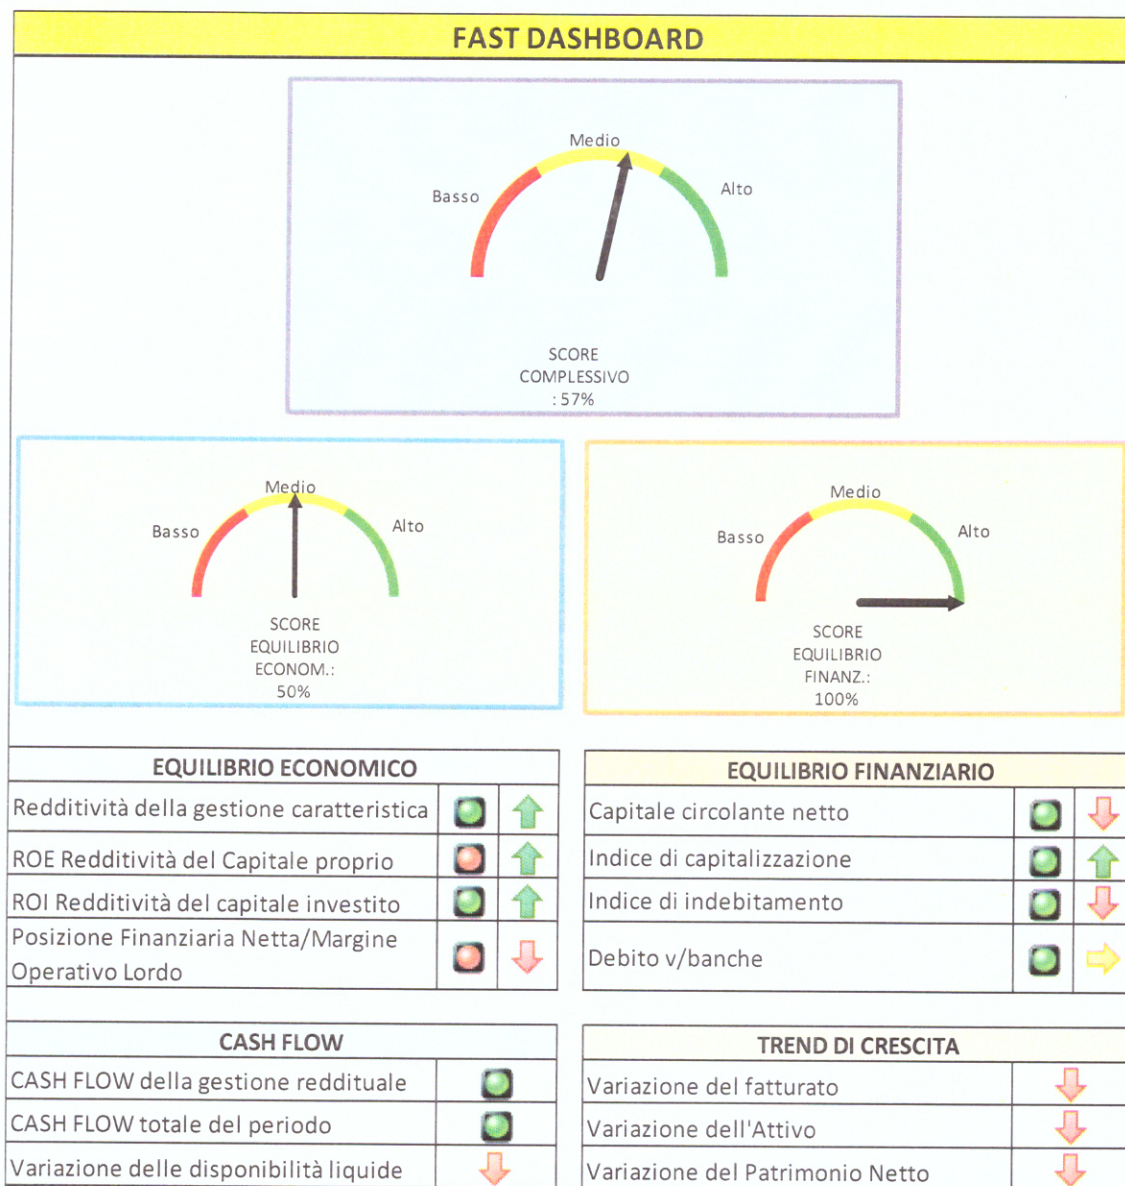 FAST DASHBOARD
Medio
Basso
Alto
SCORE
COMPLESSIVO
: 57%
Medio
Basso
Alto
SCORE
EQUILIBRIO
ECONOM.:
50%
Medio
Basso
Alto
SCORE
EQUILIBRIO
FINANZ.:
100%
EQUILIBRIO ECONOMICO
Redditività della gestione caratteristica
ROE Redditività del Capitale proprio
ROI Redditività del capitale investito
Posizione Finanziaria Netta/Margine
Operativo Lordo
EQUILIBRIO FINANZIARIO
Capitale circolante netto
Indice di capitalizzazione
Indice di indebitamento
Debito v/banche
CASH FLOW
CASH FLOW della gestione reddituale
CASH FLOW totale del periodo
Variazione delle disponibilità liquide
TREND DI CRESCITA
Variazione del fatturato
Variazione dell'Attivo
Variazione del Patrimonio Netto